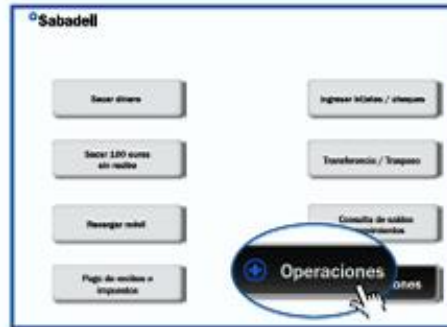 Sabadell
Sacar dinero
Ingresar billetes / cheques
Sacar 100 euros
sin recibo
Transferencia / Traspaso
Recargar móvil
Consulta de saldos
Operaciones
ones
Pago de recibos e
impuestos